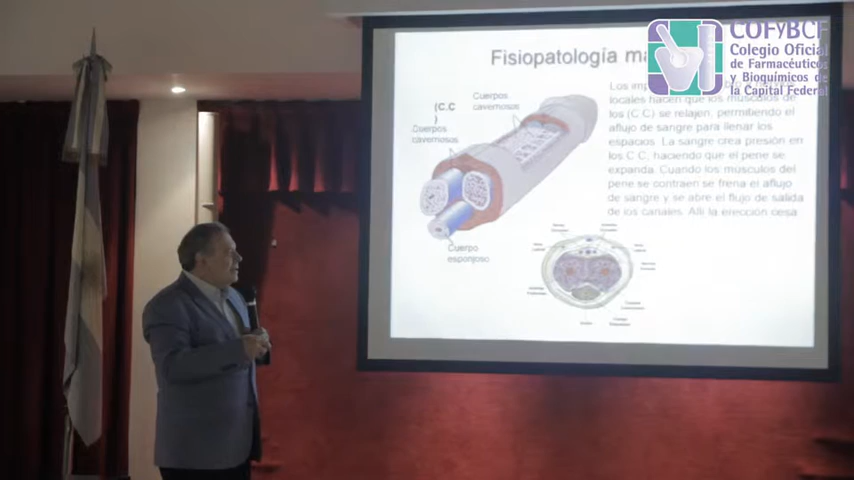 COFyBCF
Colegio Oficial
de Farmacéuticos
y Bioquímicos de
la Capital Federal
Fisiopatología
Cuerpos
cavernosos
(C.C
)
Cuerpos
cavernosos
Cuerpo
esponjoso
Los
locales hacen que los músculos de
los (C.C) se relajen, permitiendo el
aflujo de sangre para llenar los
espacios. La sangre crea presión en
los C.C, haciendo que el pene se
expanda. Cuando los músculos del
pene se contraen se frena el aflujo
de sangre y se abre el flujo de salida
de los canales. Allí la erección cesa